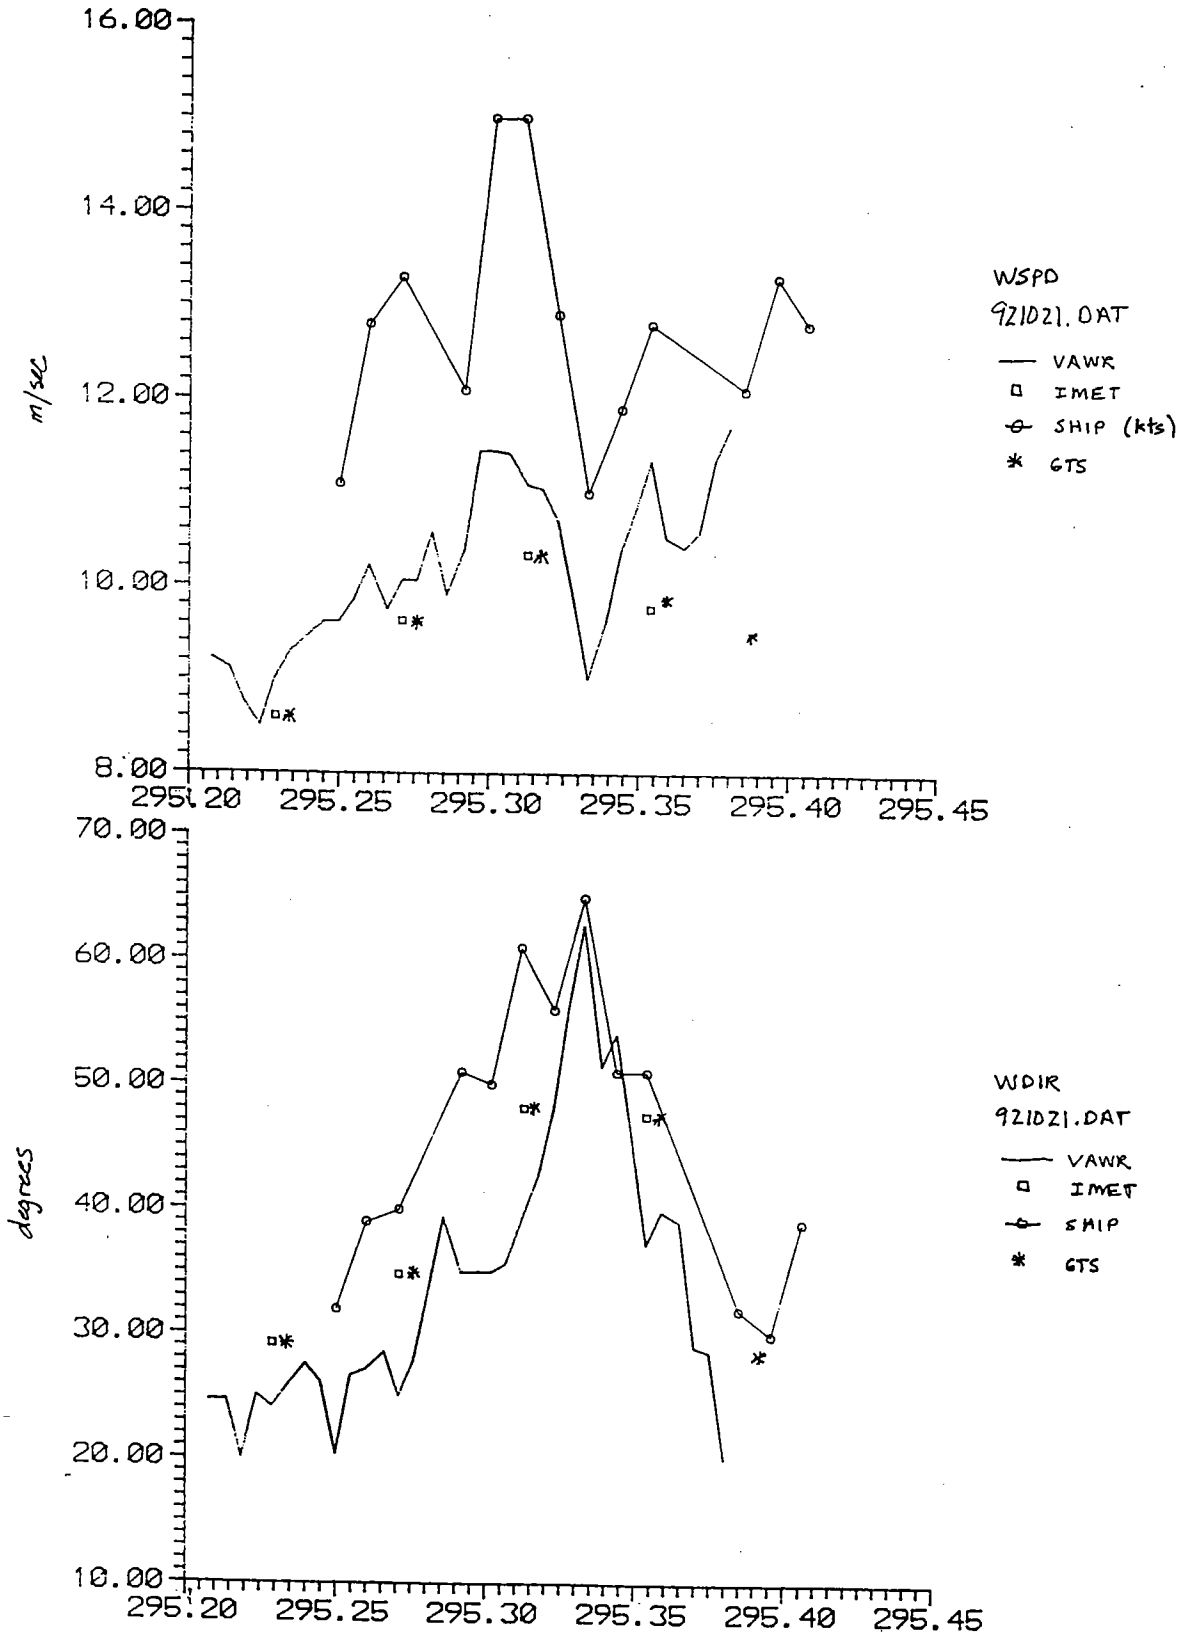 16.00
14.00
12.00
10.00
8.00
m/sec
295.20 295.25 295.30 295.35 295.40 295.45
WSPD
921021.DAT
VAWR
IMET
SHIP (kts)
GTS
70.00
60.00
50.00
40.00
30.00
20.00
10.00
degrees
295.20 295.25 295.30 295.35 295.40 295.45
WDIR
921021.DAT
VAWR
IMET
SHIP
GTS